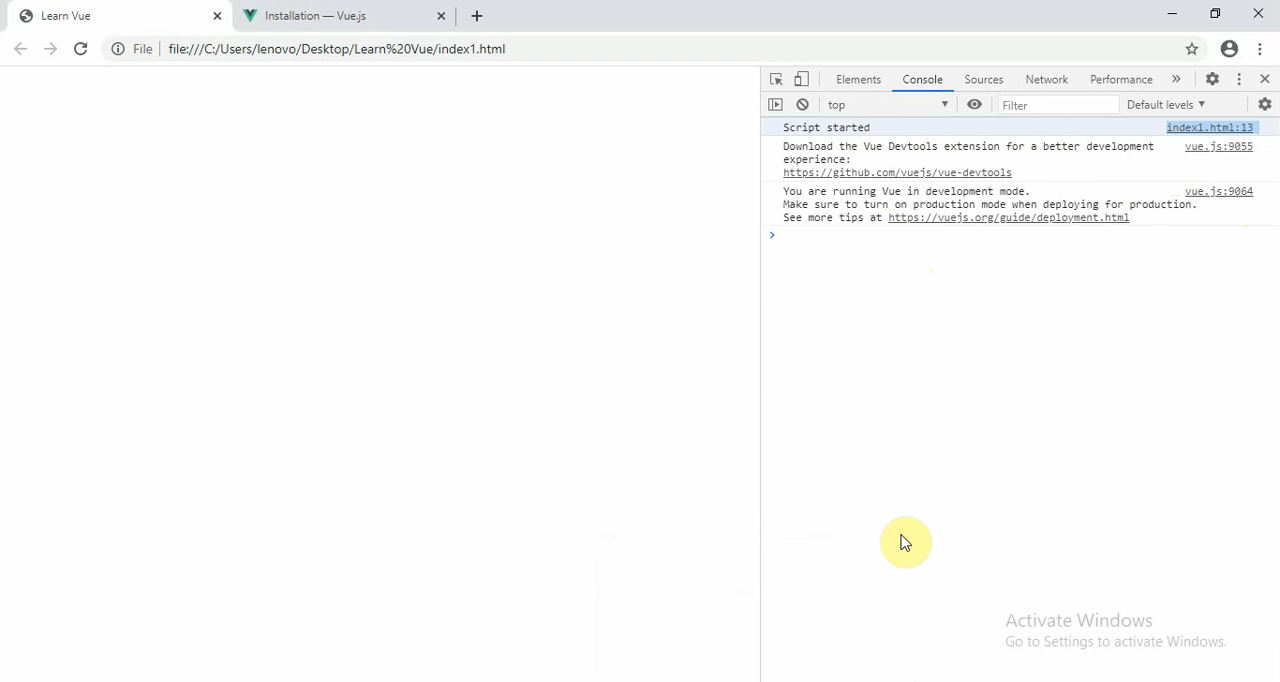 Learn Vue
Installation — Vue.js
File
file:///C:/Users/lenovo/Desktop/Learn%20Vue/index1.html
Elements Console Sources Network Performance »
top Filter Default levels
Script started index1.html:13
Download the Vue Devtools extension for a better development vue.js:9055
experience:
https://github.com/vuejs/vue-devtools
You are running Vue in development mode. vue.js:9064
Make sure to turn on production mode when deploying for production.
See more tips at https://vuejs.org/guide/deployment.html
Activate Windows
Go to Settings to activate Windows.